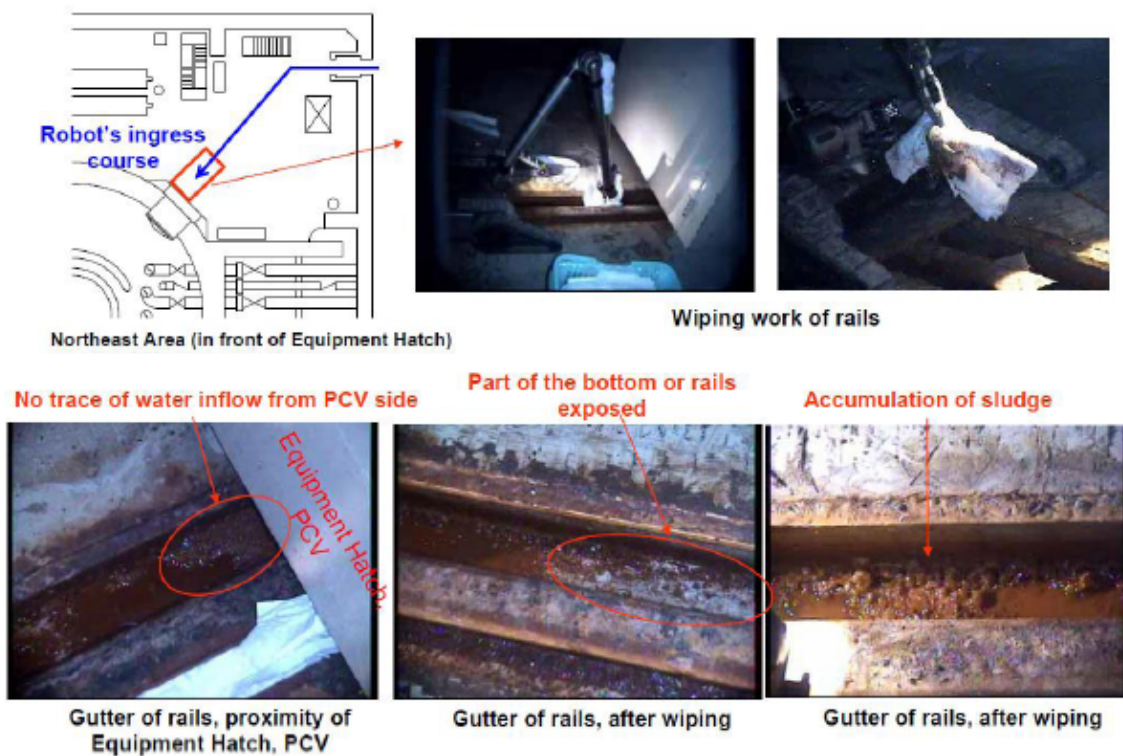 Robot's ingress
course
Northeast Area (in front of Equipment Hatch)
Wiping work of rails
No trace of water inflow from PCV side
Part of the bottom or rails
exposed
Accumulation of sludge
Equipment Hatch,
PCV
Gutter of rails, proximity of
Equipment Hatch, PCV
Gutter of rails, after wiping
Gutter of rails, after wiping